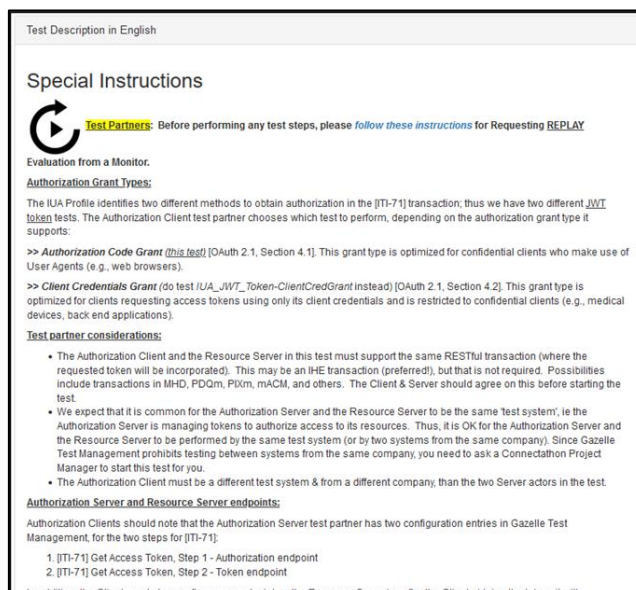 Test Description in English
Special Instructions
Test Partners: Before performing any test steps, please follow these instructions for Requesting REPLAY
Evaluation from a Monitor.
Authorization Grant Types:
The IUA Profile identifies two different methods to obtain authorization in the [ITI-71] transaction; thus we have two different JWT
token tests. The Authorization Client test partner chooses which test to perform, depending on the authorization grant type it
supports:
>> Authorization Code Grant (this test) [OAuth 2.1, Section 4.1]. This grant type is optimized for confidential clients who make use of
User Agents (e.g., web browsers).
>> Client Credentials Grant (do test IUA_JWT_Token-ClientCredGrant instead) [OAuth 2.1, Section 4.2]. This grant type is
optimized for clients requesting access tokens using only its client credentials and is restricted to confidential clients (e.g., medical
devices, back end applications).
Test partner considerations:
• The Authorization Client and the Resource Server in this test must support the same RESTful transaction (where the
requested token will be incorporated). This may be an IHE transaction (preferred!), but that is not required. Possibilities
include transactions in MHD, PDQm, PIXm, mACM, and others. The Client & Server should agree on this before starting the
test.
• We expect that it is common for the Authorization Server and the Resource Server to be the same 'test system', ie the
Authorization Server is managing tokens to authorize access to its resources. Thus, it is OK for the Authorization Server and
the Resource Server to be performed by the same test system (or by two systems from the same company). Since Gazelle
Test Management prohibits testing between systems from the same company, you need to ask a Connectathon Project
Manager to start this test for you.
• The Authorization Client must be a different test system & from a different company, than the two Server actors in the test.
Authorization Server and Resource Server endpoints:
Authorization Clients should note that the Authorization Server test partner has two configuration entries in Gazelle Test
Management, for the two steps for [ITI-71]:
1. [ITI-71] Get Access Token, Step 1 - Authorization endpoint
2. [ITI-71] Get Access Token, Step 2 - Token endpoint